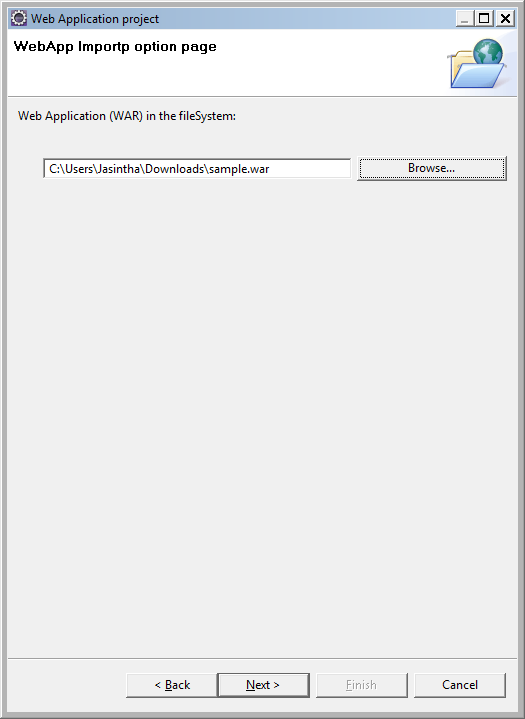 Web Application project
WebApp Importp option page
Web Application (WAR) in the fileSystem:
C:\Users\Jasintha\Downloads\sample.war
Browse...
< Back
Next >
Finish
Cancel